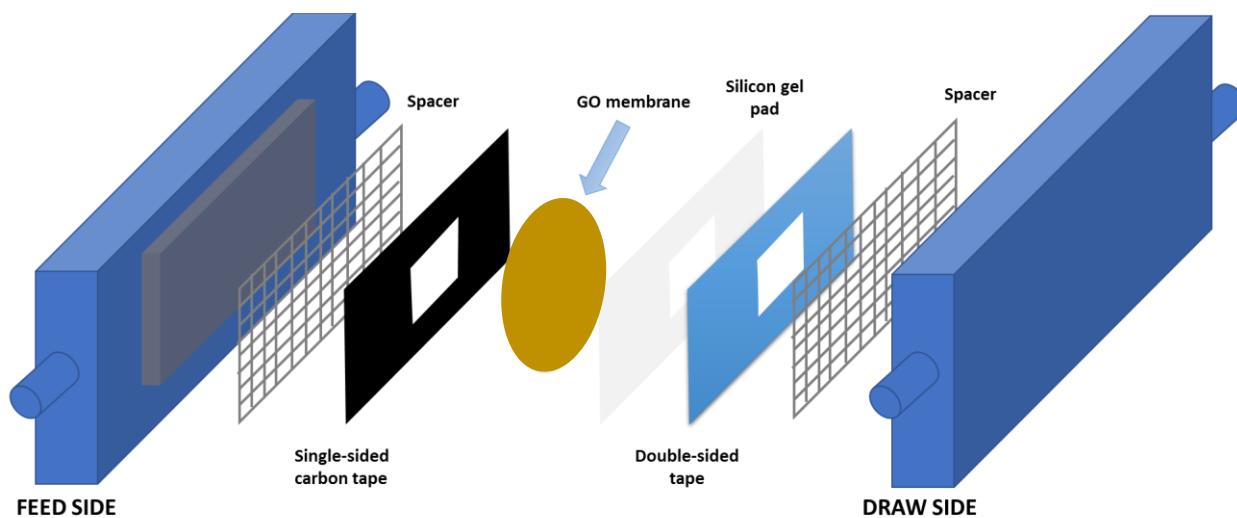 Spacer
GO membrane
Silicon gel
pad
Spacer
Single-sided
carbon tape
Double-sided
tape
FEED SIDE
DRAW SIDE